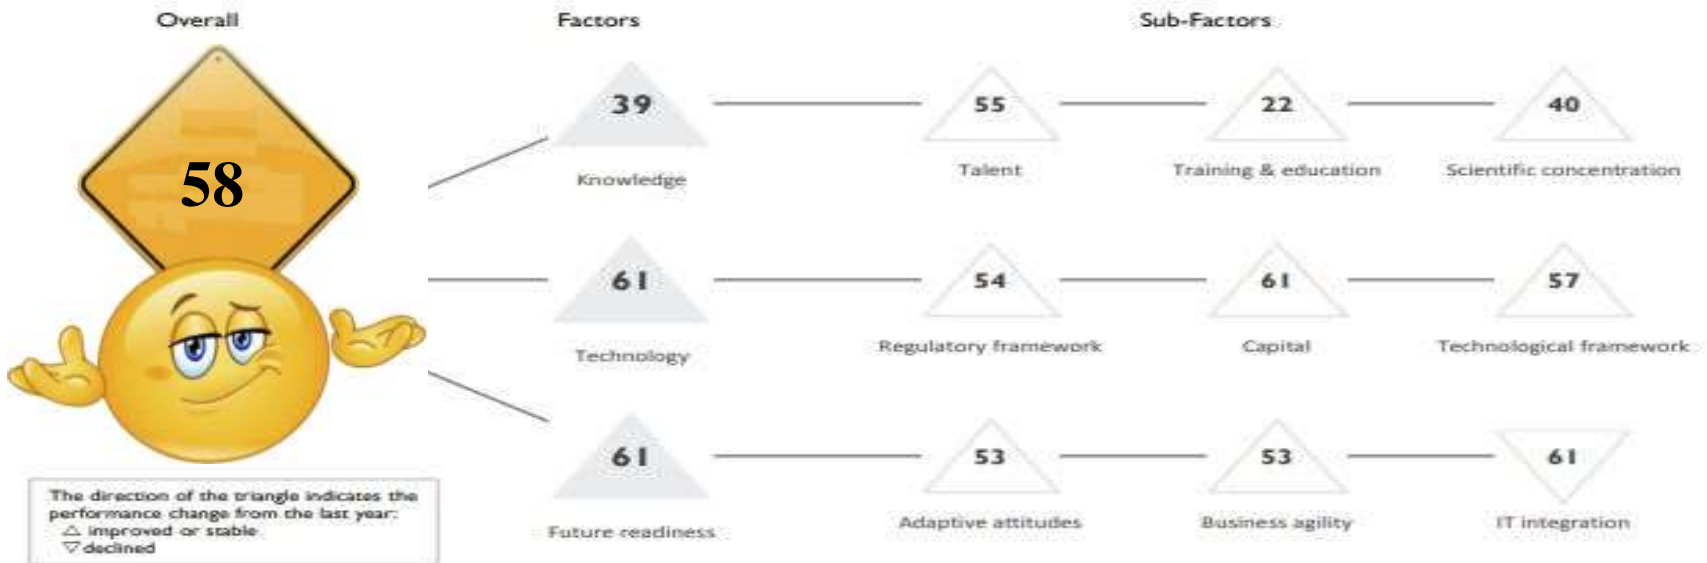 Overall Factors Sub-Factors
58
39 55 22 40
Knowledge Talent Training & education Scientific concentration
61 54 61 57
Technology Regulatory framework Capital Technological framework
61 53 53 61
Future readiness Adaptive attitudes Business agility IT integration
The direction of the triangle indicates the
performance change from the last year:
△ improved or stable
▽ declined